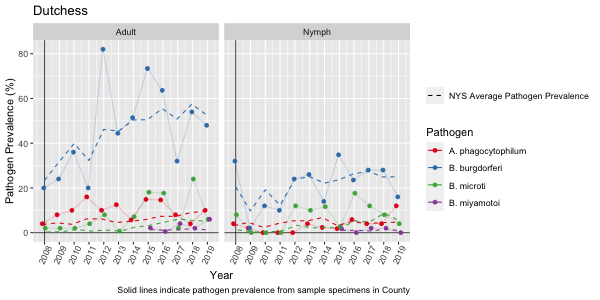 Dutchess
Adult
Nymph
Pathogen Prevalence (%)
80
60
40
20
0
2008 2009 2010 2011 2012 2013 2014 2015 2016 2017 2018 2019
2008 2009 2010 2011 2012 2013 2014 2015 2016 2017 2018 2019
Year
Solid lines indicate pathogen prevalence from sample specimens in County
NYS Average Pathogen Prevalence
Pathogen
A. phagocytophilum
B. burgdorferi
B. microti
B. miyamotoi